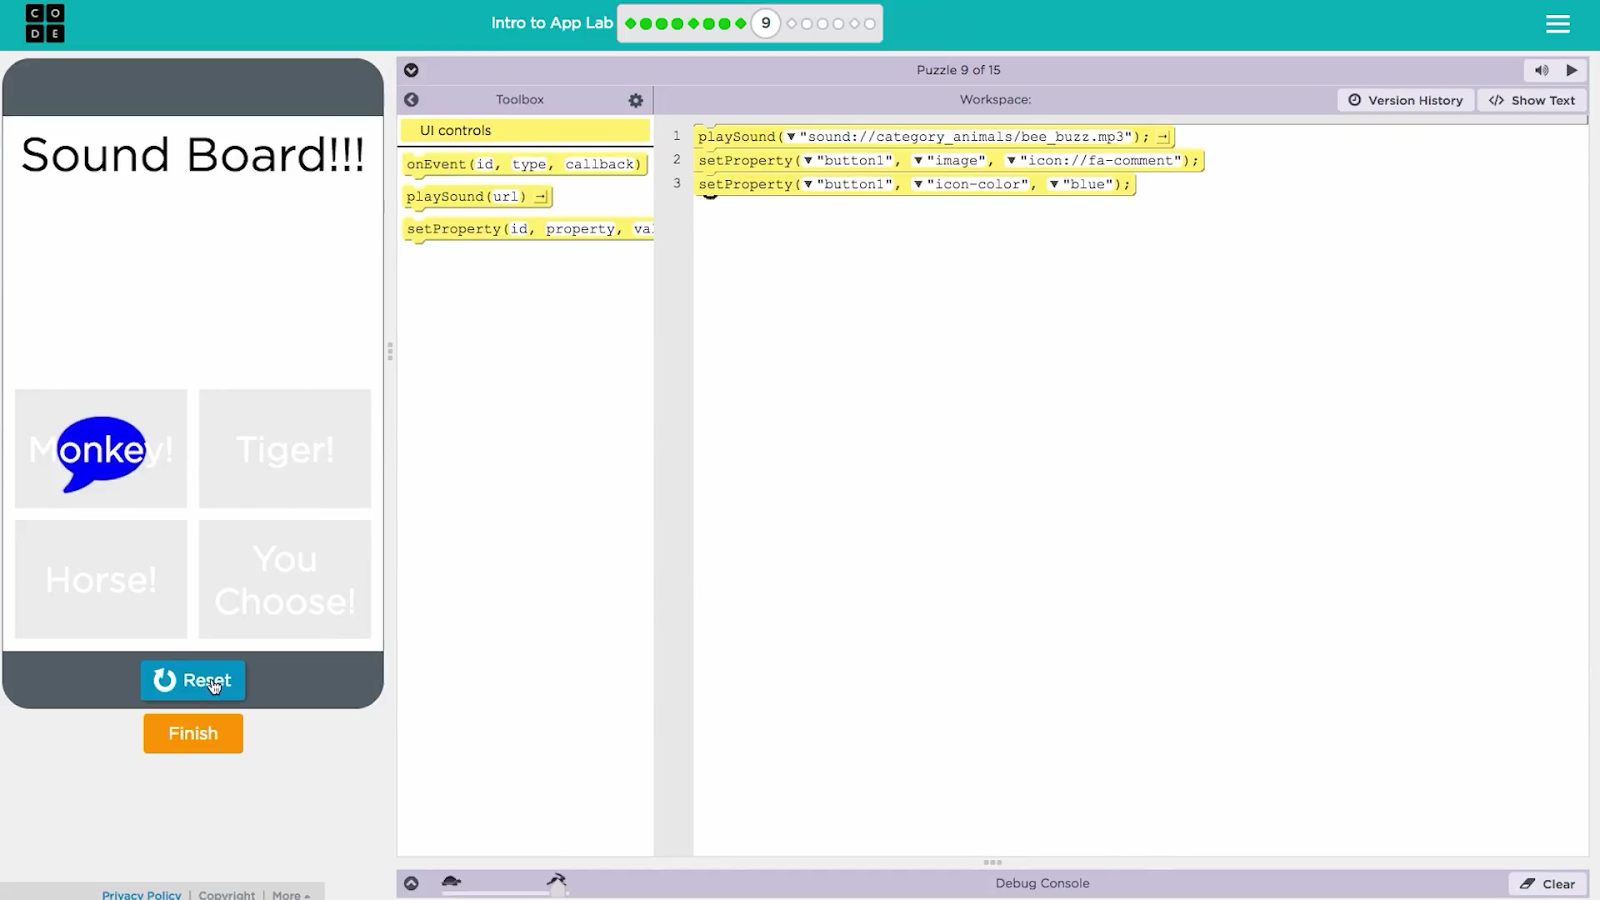 CODE
Intro to App Lab
9
Puzzle 9 of 15
Toolbox
Workspace:
Version History
</> Show Text
UI controls
onEvent(id, type, callback)
playSound(url)
setProperty(id, property, val
1 playSound("sound://category_animals/bee_buzz.mp3");
2 setProperty("button1", "image", "icon://fa-comment");
3 setProperty("button1", "icon-color", "blue");
Sound Board!!!
Monkey!
Tiger!
Horse!
You
Choose!
Reset
Finish
Privacy Policy | Copyright | More
Debug Console
Clear